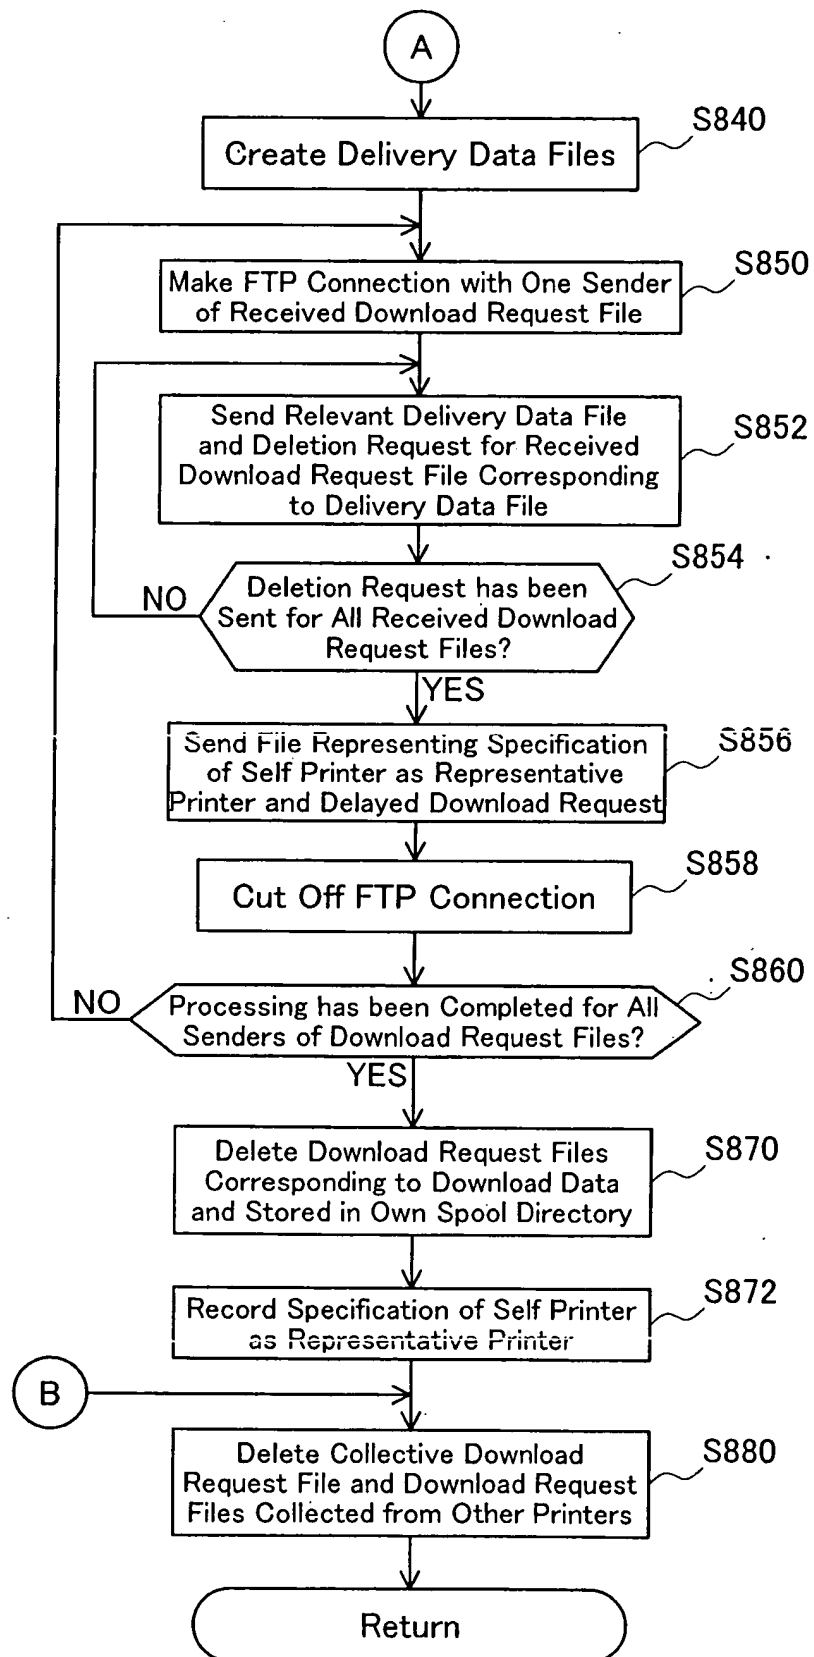 A
S840
Create Delivery Data Files
S850
Make FTP Connection with One Sender
of Received Download Request File
S852
Send Relevant Delivery Data File
and Deletion Request for Received
Download Request File Corresponding
to Delivery Data File
S854
Deletion Request has been
Sent for All Received Download
Request Files?
NO
YES
S856
Send File Representing Specification
of Self Printer as Representative
Printer and Delayed Download Request
S858
Cut Off FTP Connection
S860
Processing has been Completed for All
Senders of Download Request Files?
NO
YES
S870
Delete Download Request Files
Corresponding to Download Data
and Stored in Own Spool Directory
S872
Record Specification of Self Printer
as Representative Printer
B
S880
Delete Collective Download
Request File and Download Request
Files Collected from Other Printers
Return